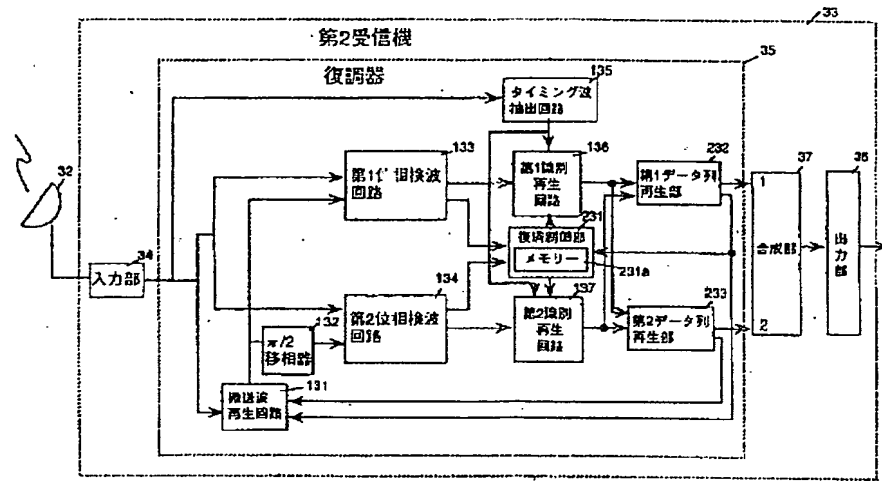 33
第2受信機
35
復調器
135
タイミング波
抽出回路
32
133
第1位相検波
回路
136
第1識別
再生
回路
232
第1データ列
再生部
37
36
1
合成部
2
出
力
部
34
入力部
231
復調制御部
メモリー
231a
134
第2位相検波
回路
132
π/2
移相器
137
第2識別
再生
回路
233
第2データ列
再生部
131
搬送波
再生回路